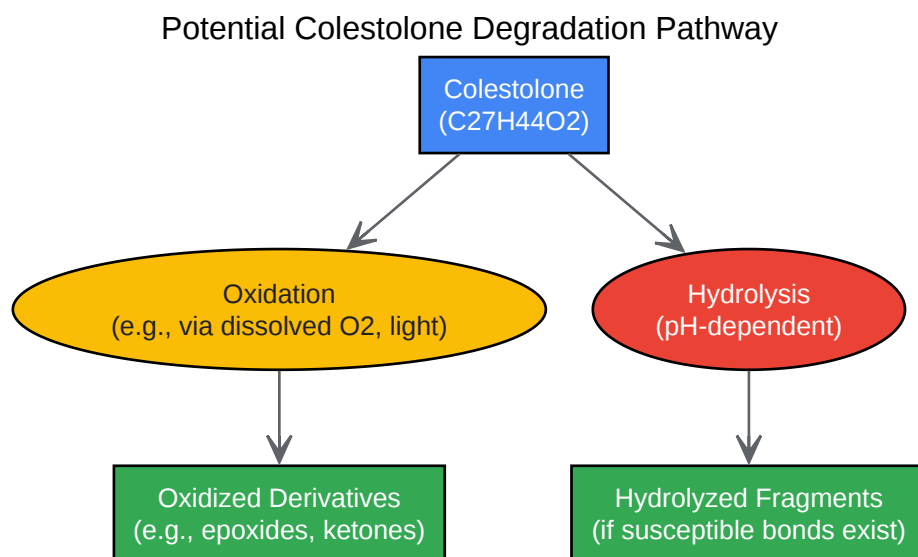 Potential Colestolone Degradation Pathway
Colestolone
(C27H44O2)
Oxidation
(e.g., via dissolved O2, light)
Hydrolysis
(pH-dependent)
Oxidized Derivatives
(e.g., epoxides, ketones)
Hydrolyzed Fragments
(if susceptible bonds exist)